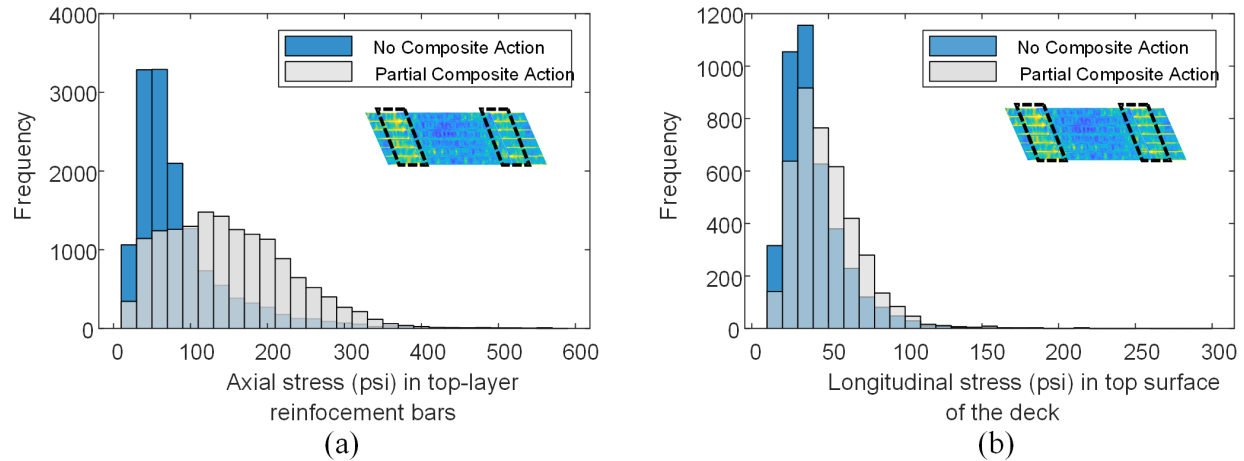 4000
3000
2000
1000
0
Frequency
No Composite Action
Partial Composite Action
0 100 200 300 400 500 600
Axial stress (psi) in top-layer
reinfocement bars
(a)
1200
1000
800
600
400
200
0
Frequency
No Composite Action
Partial Composite Action
0 50 100 150 200 250 300
Longitudinal stress (psi) in top surface
of the deck
(b)